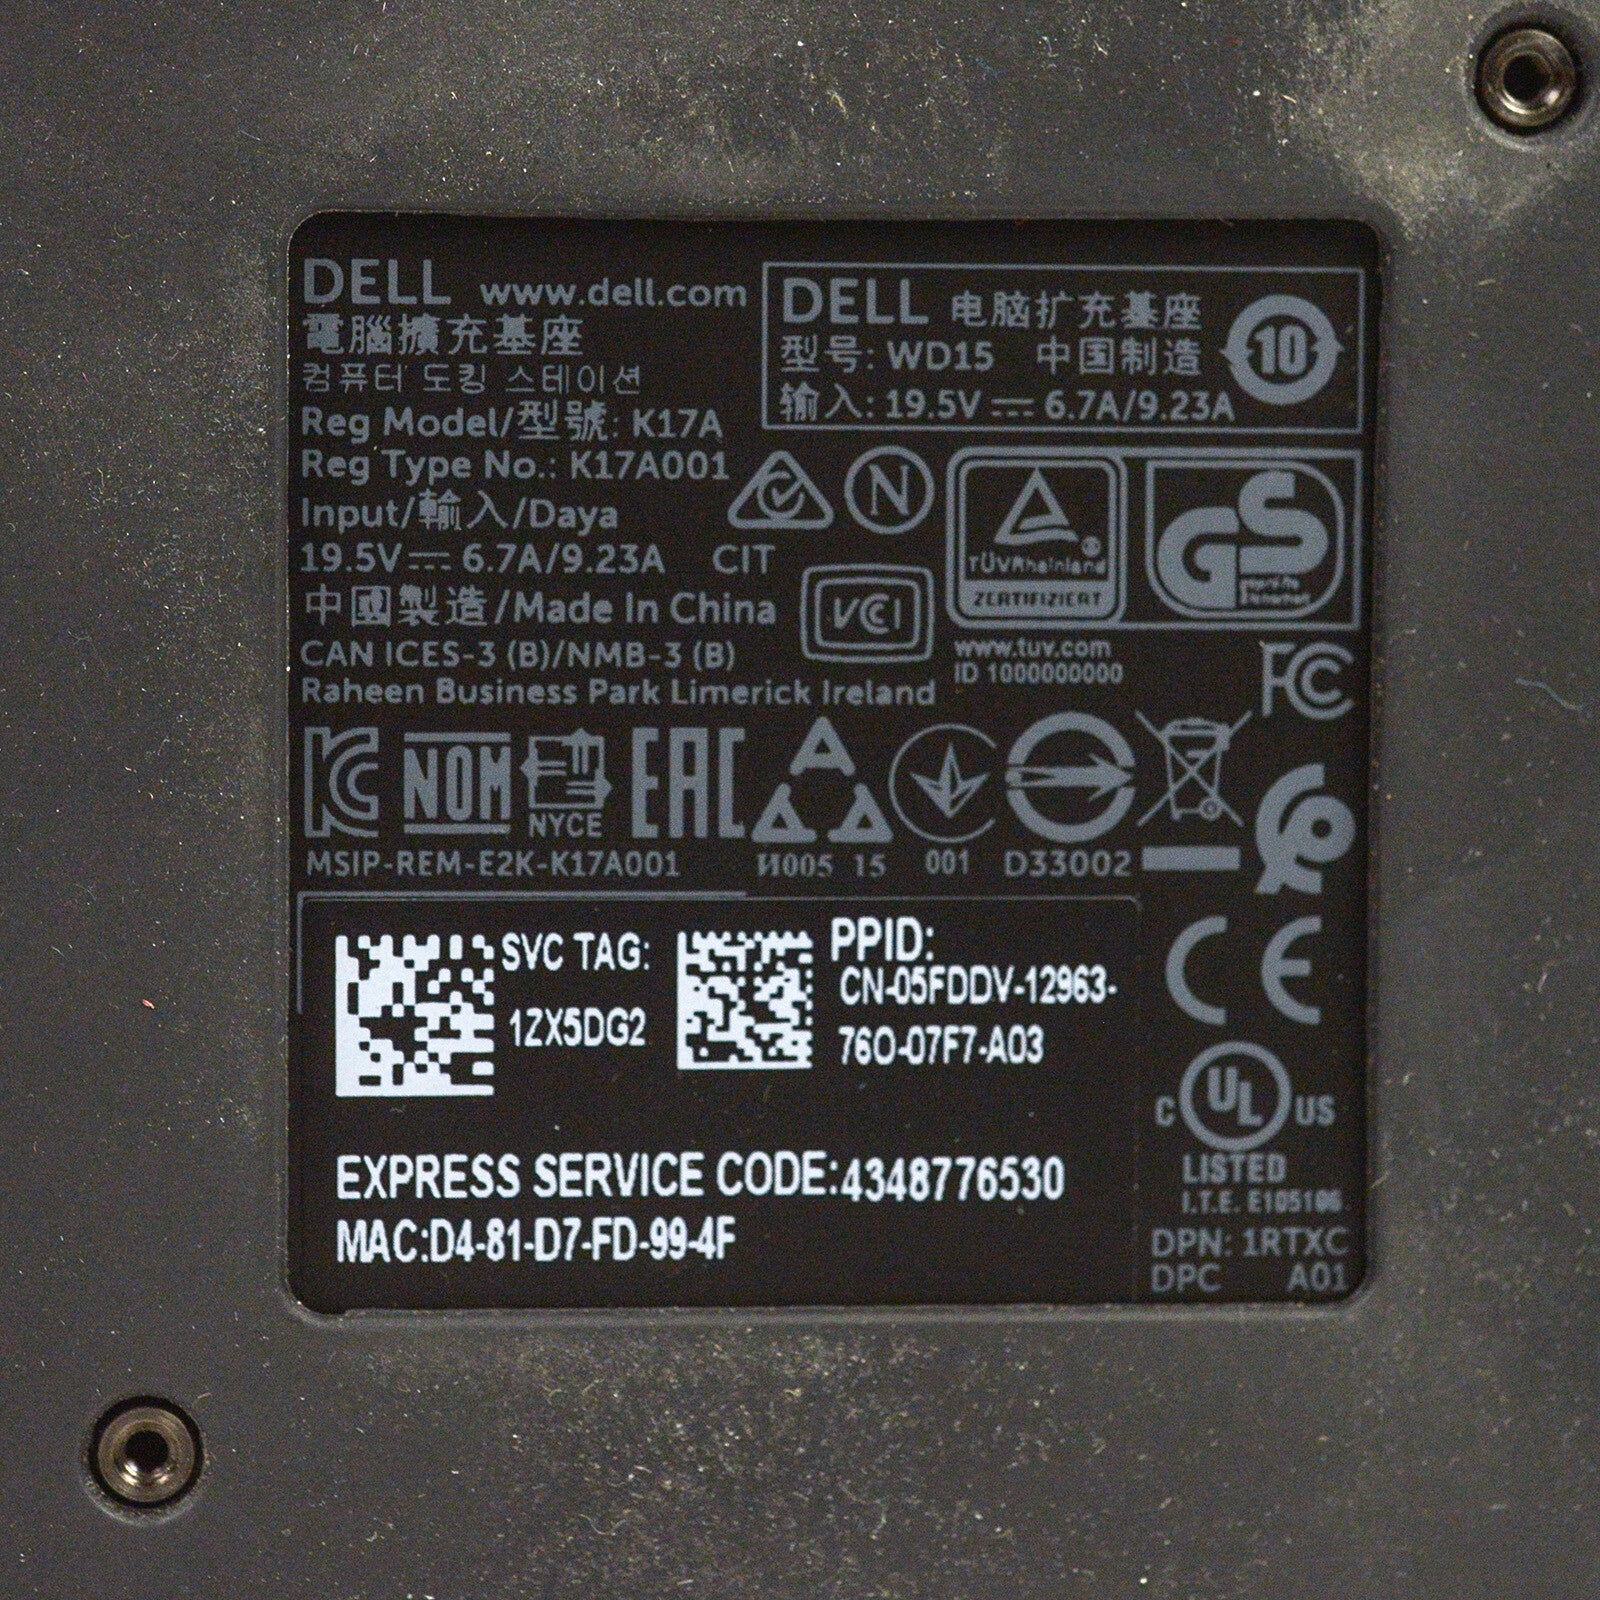 DELL www.dell.com
電腦擴充基座
컴퓨터 도킹 스테이션
Reg Model/型號: K17A
Reg Type No.: K17A001
Input/輸入/Daya
19.5V⎓6.7A/9.23A CIT
中國製造/Made In China
CAN ICES-3 (B)/NMB-3 (B)
Raheen Business Park Limerick Ireland
DELL 电脑扩充基座
型号: WD15 中国制造
输入: 19.5V⎓6.7A/9.23A
10
N
VCCI
TÜVRheinland
ZERTIFIZIERT
GS
www.tuv.com
ID 1000000000
FC
KC NOM NYCE EAC
MSIP-REM-E2K-K17A001 И005 15 001 D33002
SVC TAG:
1ZX5DG2
PPID:
CN-05FDDV-12963-
760-07F7-A03
EXPRESS SERVICE CODE:4348776530
MAC:D4-81-D7-FD-99-4F
CE
C UL US
LISTED
I.T.E. E105106
DPN: 1RTXC
DPC A01